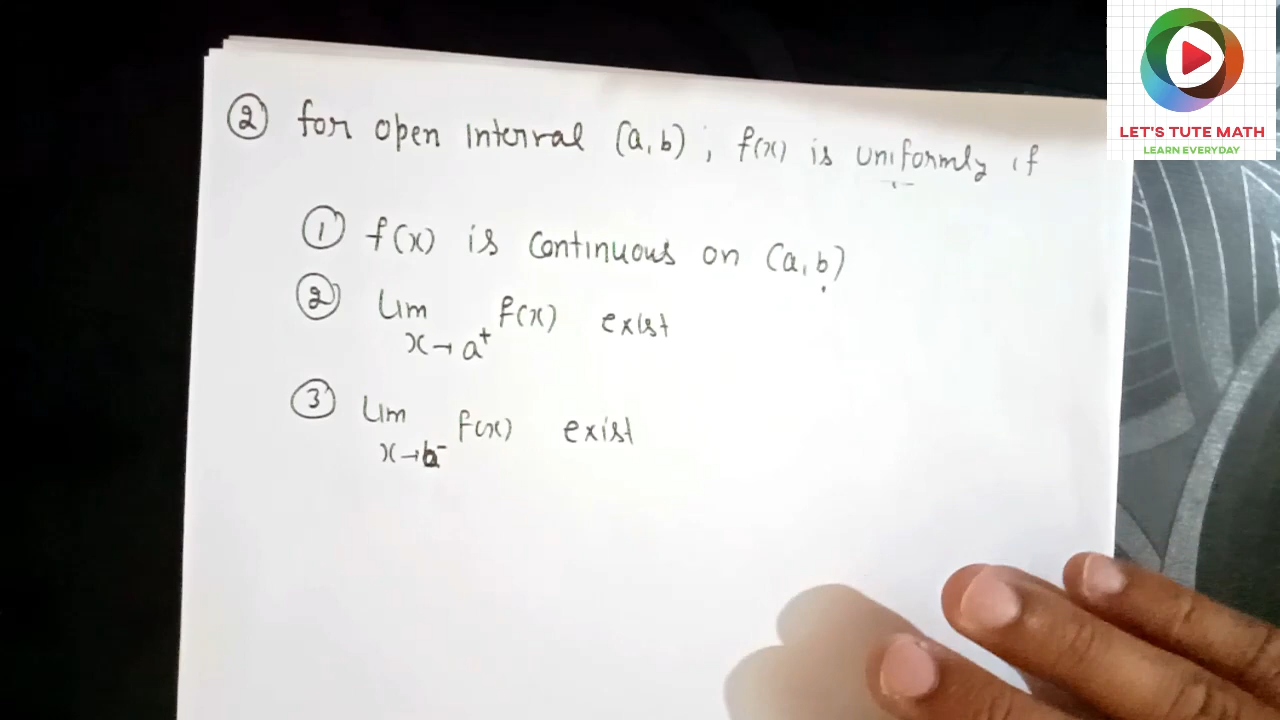 LET'S TUTE MATH
LEARN EVERYDAY
② for open interval (a,b) ; f(x) is uniformly if
① f(x) is continuous on (a,b)
② Lim x→a⁺ f(x) exist
③ Lim x→b⁻ f(x) exist